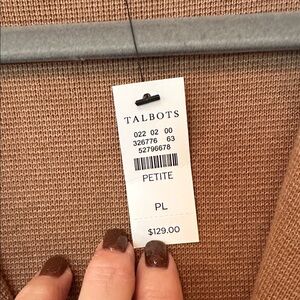 TALBOTS
022 02 00
326776 63
52796678
PETITE
PL
$129.00